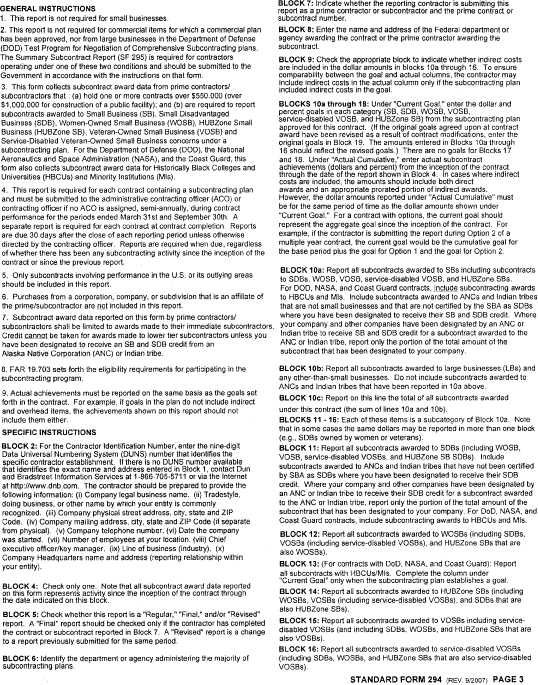 GENERAL INSTRUCTIONS
1. This report is not required for small businesses.
2. This report is not required for commercial items for which a commercial plan
has been approved, nor from large businesses in the Department of Defense
(DOD) Test Program for Negotiation of Comprehensive Subcontracting plans.
The Summary Subcontract Report (SF 295) is required for contractors
operating under one of these two conditions and should be submitted to the
Government in accordance with the instructions on that form.
3. This form collects subcontract award data from prime contractors/
subcontractors that : (a) hold one or more contracts over $550,000 (over
$1,000,000 for construction of a public facility); and (b) are required to report
subcontracts awarded to Small Business (SB), Small Disadvantaged
Business (SDB), Women-Owned Small Business (WOSB), HUBZone Small
Business (HUBZone SB), Veteran-Owned Small Business (VOSB) and
Service-Disabled Veteran-Owned Small Business concerns under a
subcontracting plan. For the Department of Defense (DOD), the National
Aeronautics and Space Administration (NASA), and the Coast Guard, this
form also collects subcontract award data for Historically Black Colleges and
Universities (HBCUs) and Minority Institutions (MIs).
4. This report is required for each contract containing a subcontracting plan
and must be submitted to the administrative contracting officer (ACO) or
contracting officer if no ACO is assigned, semi-annually, during contract
performance for the periods ended March 31st and September 30th. A
separate report is required for each contract at contract completion. Reports
are due 30 days after the close of each reporting period unless otherwise
directed by the contracting officer. Reports are required when due, regardless
of whether there has been any subcontracting activity since the inception of the
contract or since the previous report.
5. Only subcontracts involving performance in the U.S. or its outlying areas
should be included in this report.
6. Purchases from a corporation, company, or subdivision that is an affiliate of
the prime/subcontractor are not included in this report.
7. Subcontract award data reported on this form by prime contractors/
subcontractors shall be limited to awards made to their immediate subcontractors.
Credit cannot be taken for awards made to lower tier subcontractors unless you
have been designated to receive an SB and SDB credit from an
Alaska Native Corporation (ANC) or Indian tribe.
8. FAR 19.703 sets forth the eligibility requirements for participating in the
subcontracting program.
9. Actual achievements must be reported on the same basis as the goals set
forth in the contract. For example, if goals in the plan do not include indirect
and overhead items, the achievements shown on this report should not
include them either.
SPECIFIC INSTRUCTIONS
BLOCK 2: For the Contractor Identification Number, enter the nine-digit
Data Universal Numbering System (DUNS) number that identifies the
specific contractor establishment. If there is no DUNS number available
that identifies the exact name and address entered in Block 1, contact Dun
and Bradstreet Information Services at 1-866-705-5711 or via the Internet
at http://www.dnb.com. The contractor should be prepared to provide the
following information: (i) Company legal business name. (ii) Tradestyle,
doing business, or other name by which your entity is commonly
recognized. (iii) Company physical street address, city, state and ZIP
Code. (iv) Company mailing address, city, state and ZIP Code (if separate
from physical). (v) Company telephone number. (vi) Date the company
was started. (vii) Number of employees at your location. (viii) Chief
executive officer/key manager. (ix) Line of business (industry). (x)
Company Headquarters name and address (reporting relationship within
your entity).
BLOCK 4: Check only one. Note that all subcontract award data reported
on this form represents activity since the inception of the contract through
the date indicated on this block.
BLOCK 5: Check whether this report is a "Regular," "Final," and/or "Revised"
report. A "Final" report should be checked only if the contractor has completed
the contract or subcontract reported in Block 7. A "Revised" report is a change
to a report previously submitted for the same period.
BLOCK 6: Identify the department or agency administering the majority of
subcontracting plans.
BLOCK 7: Indicate whether the reporting contractor is submitting this
report as a prime contractor or subcontractor and the prime contract or
subcontract number.
BLOCK 8: Enter the name and address of the Federal department or
agency awarding the contract or the prime contractor awarding the
subcontract.
BLOCK 9: Check the appropriate block to indicate whether indirect costs
are included in the dollar amounts in blocks 10a through 16. To ensure
comparability between the goal and actual columns, the contractor may
include indirect costs in the actual column only if the subcontracting plan
included indirect costs in the goal.
BLOCKS 10a through 18: Under "Current Goal," enter the dollar and
percent goals in each category (SB, SDB, WOSB, VOSB,
service-disabled VOSB, and HUBZone SB) from the subcontracting plan
approved for this contract. (If the original goals agreed upon at contract
award have been revised as a result of contract modifications, enter the
original goals in Block 19. The amounts entered in Blocks 10a through
16 should reflect the revised goals.) There are no goals for Blocks 17
and 18. Under "Actual Cumulative," enter actual subcontract
achievements (dollars and percent) from the inception of the contract
through the date of the report shown in Block 4. In cases where indirect
costs are included, the amounts should include both direct
awards and an appropriate prorated portion of indirect awards.
However, the dollar amounts reported under "Actual Cumulative" must
be for the same period of time as the dollar amounts shown under
"Current Goal." For a contract with options, the current goal should
represent the aggregate goal since the inception of the contract. For
example, if the contractor is submitting the report during Option 2 of a
multiple year contract, the current goal would be the cumulative goal for
the base period plus the goal for Option 1 and the goal for Option 2.
BLOCK 10a: Report all subcontracts awarded to SBs including subcontracts
to SDBs, WOSB, VOSB, service-disabled VOSB, and HUBZone SBs.
For DOD, NASA, and Coast Guard contracts, include subcontracting awards
to HBCUs and MIs. Include subcontracts awarded to ANCs and Indian tribes
that are not small businesses and that are not certified by the SBA as SDBs
where you have been designated to receive their SB and SDB credit. Where
your company and other companies have been designated by an ANC or
Indian tribe to receive SB and SDB credit for a subcontract awarded to the
ANC or Indian tribe, report only the portion of the total amount of the
subcontract that has been designated to your company.
BLOCK 10b: Report all subcontracts awarded to large businesses (LBs) and
any other-than-small businesses. Do not include subcontracts awarded to
ANCs and Indian tribes that have been reported in 10a above.
BLOCK 10c: Report on this line the total of all subcontracts awarded
under this contract (the sum of lines 10a and 10b).
BLOCKS 11 - 16: Each of these items is a subcategory of Block 10a. Note
that in some cases the same dollars may be reported in more than one block
(e.g., SDBs owned by women or veterans).
BLOCK 11: Report all subcontracts awarded to SDBs (including WOSB,
VOSB, service-disabled VOSBs, and HUBZone SB SDBs). Include
subcontracts awarded to ANCs and Indian tribes that have not been certified
by SBA as SDBs where you have been designated to receive their SDB
credit. Where your company and other companies have been designated by
an ANC or Indian tribe to receive their SDB credit for a subcontract awarded
to the ANC or Indian tribe, report only the portion of the total amount of the
subcontract that has been designated to your company. For DoD, NASA, and
Coast Guard contracts, include subcontracting awards to HBCUs and MIs.
BLOCK 12: Report all subcontracts awarded to WOSBs (including SDBs,
VOSBs (including service-disabled VOSBs), and HUBZone SBs that are
also WOSBs).
BLOCK 13: (For contracts with DoD, NASA, and Coast Guard): Report
all subcontracts with HBCUs/MIs. Complete the column under
"Current Goal" only when the subcontracting plan establishes a goal.
BLOCK 14: Report all subcontracts awarded to HUBZone SBs (including
WOSBs, VOSBs (including service-disabled VOSBs), and SDBs that are
also HUBZone SBs).
BLOCK 15: Report all subcontracts awarded to VOSBs including service-
disabled VOSBs (and including SDBs, WOSBs, and HUBZone SBs that are
also VOSBs).
BLOCK 16: Report all subcontracts awarded to service-disabled VOSBs
(including SDBs, WOSBs, and HUBZone SBs that are also service-disabled
VOSBs)
STANDARD FORM 294 (REV. 9/2007) PAGE 3